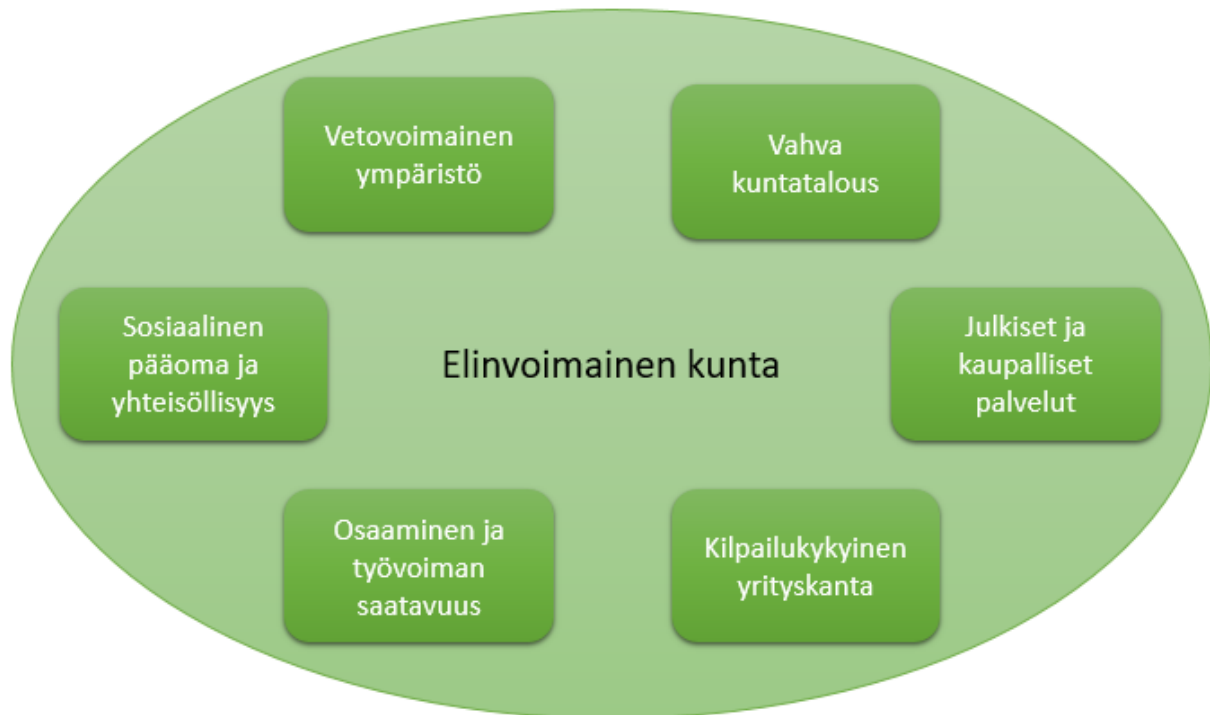 Vetovoimainen
ympäristö
Vahva
kuntatalous
Sosiaalinen
pääoma ja
yhteisöllisyys
Elinvoimainen kunta
Julkiset ja
kaupalliset
palvelut
Osaaminen ja
työvoiman
saatavuus
Kilpailukykyinen
yrityskanta